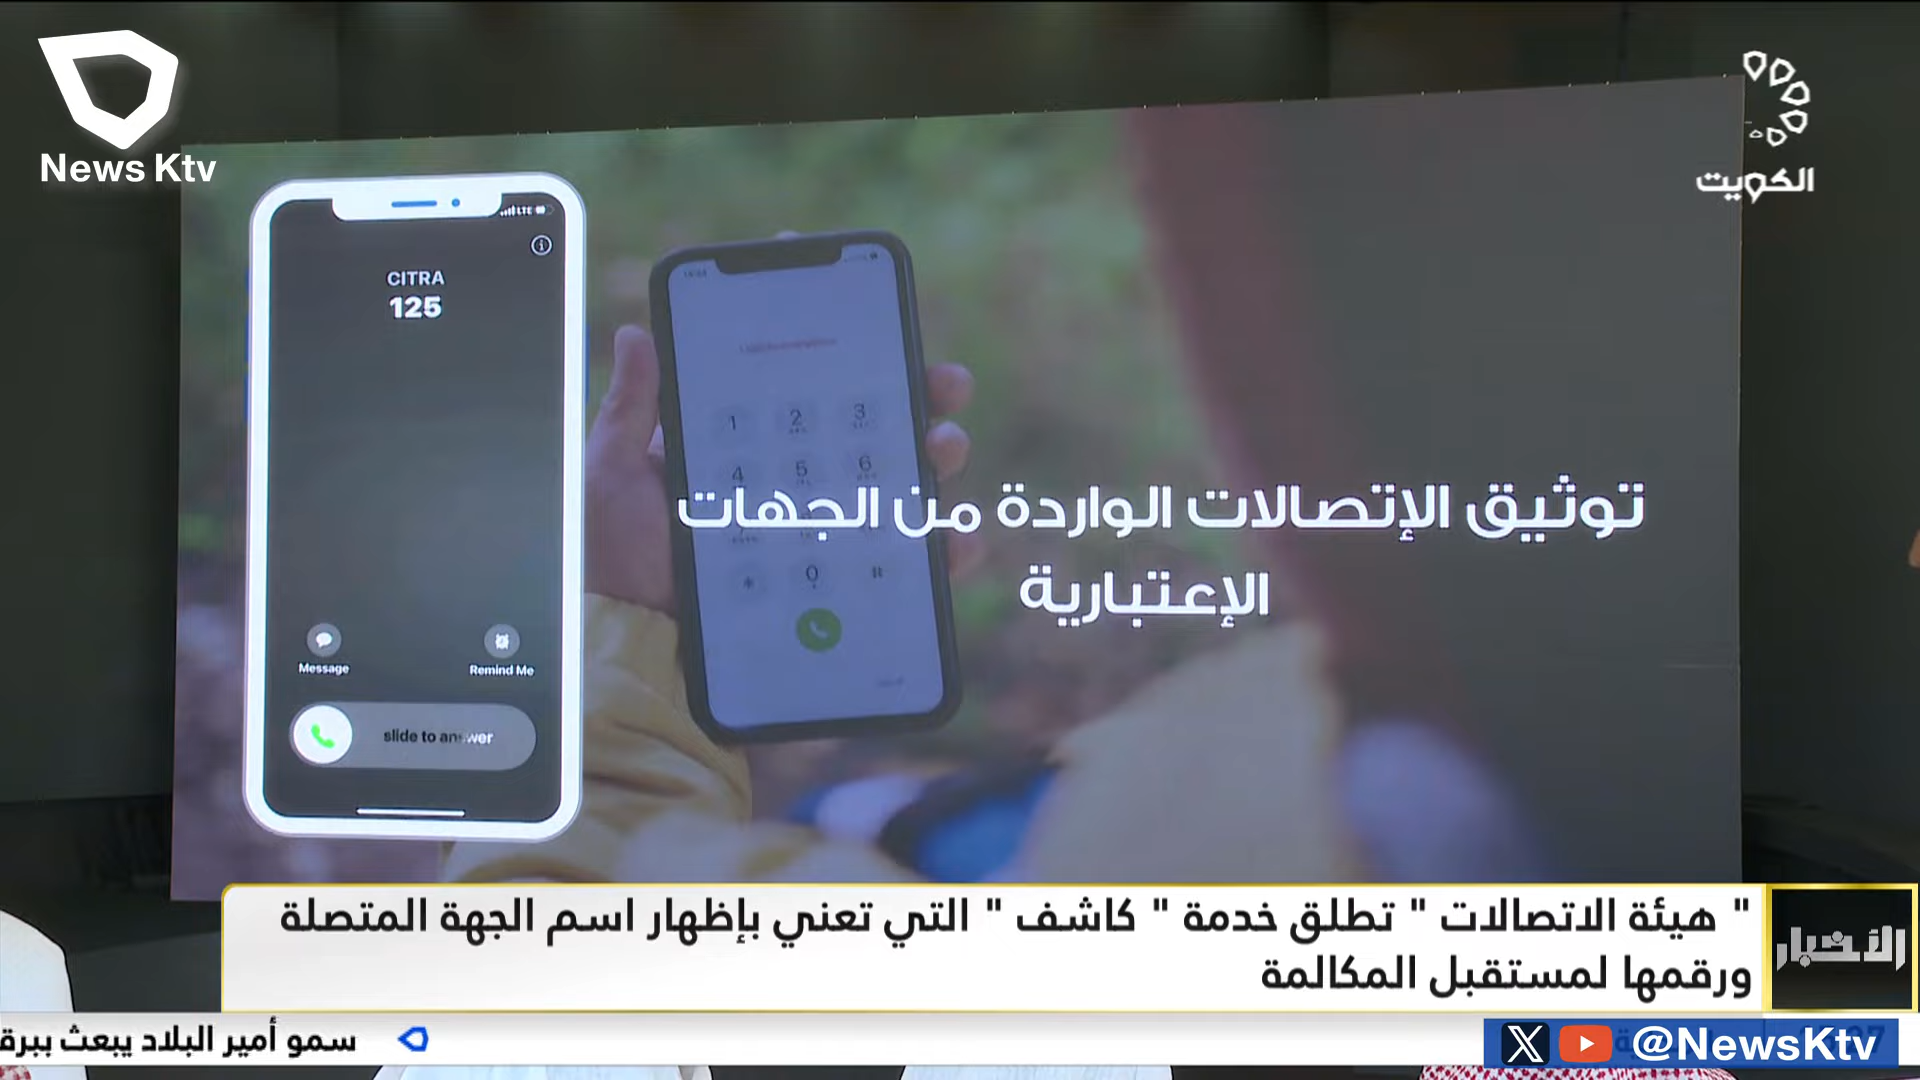 News Ktv
الكويت
LTE
CITRA
125
Message
Remind Me
slide to answer
1 2 3
4 5 6
* 0 #
توثيق الإتصالات الواردة من الجهات
الإعتبارية
" هيئة الاتصالات " تطلق خدمة " كاشف " التي تعني بإظهار اسم الجهة المتصلة
ورقمها لمستقبل المكالمة
الأخبار
سمو أمير البلاد يبعث ببرق
@NewsKtv